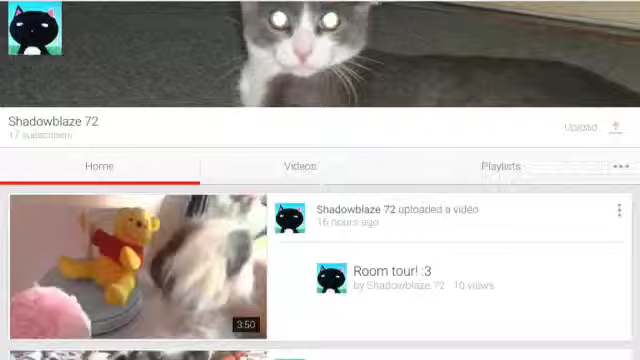 Shadowblaze 72
17 subscribers
Upload
Home
Videos
Playlists
Shadowblaze 72 uploaded a video
16 hours ago
Room tour! :3
by Shadowblaze 72 · 10 views
3:50